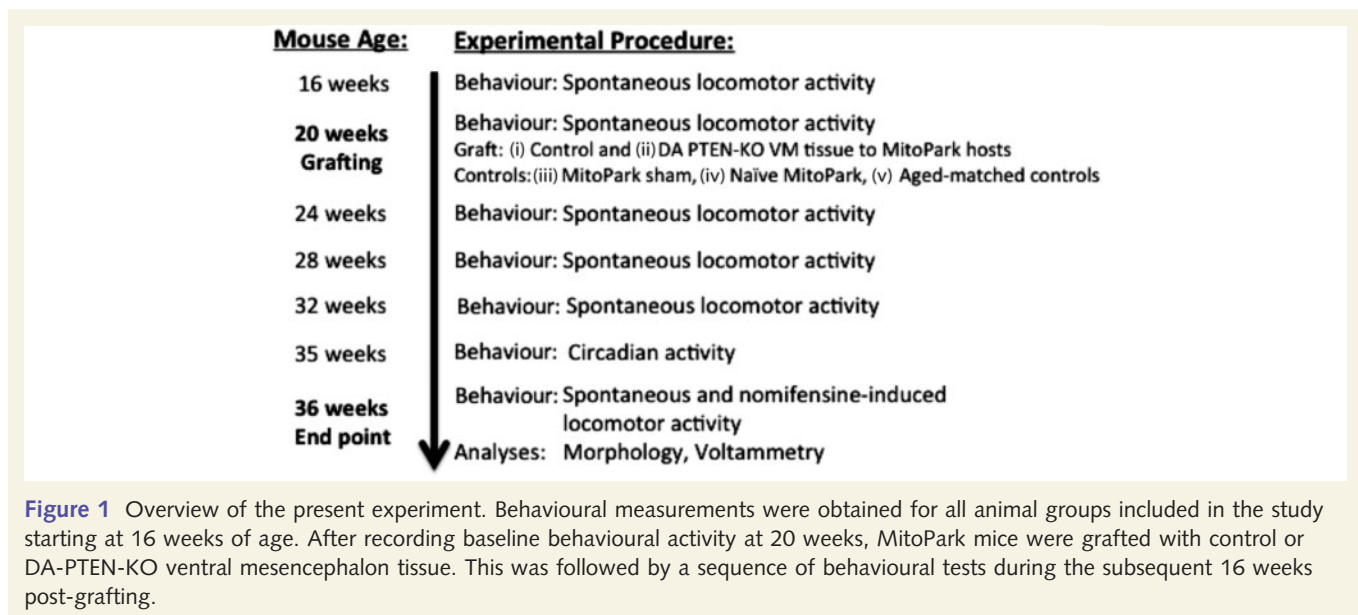 Mouse Age: Experimental Procedure:
16 weeks Behaviour: Spontaneous locomotor activity
20 weeks Behaviour: Spontaneous locomotor activity
Grafting Graft: (i) Control and (ii) DA PTEN-KO VM tissue to MitoPark hosts
Controls: (iii) MitoPark sham, (iv) Naïve MitoPark, (v) Aged-matched controls
24 weeks Behaviour: Spontaneous locomotor activity
28 weeks Behaviour: Spontaneous locomotor activity
32 weeks Behaviour: Spontaneous locomotor activity
35 weeks Behaviour: Circadian activity
36 weeks Behaviour: Spontaneous and nomifensine-induced
locomotor activity
End point Analyses: Morphology, Voltammetry
Figure 1 Overview of the present experiment. Behavioural measurements were obtained for all animal groups included in the study
starting at 16 weeks of age. After recording baseline behavioural activity at 20 weeks, MitoPark mice were grafted with control or
DA-PTEN-KO ventral mesencephalon tissue. This was followed by a sequence of behavioural tests during the subsequent 16 weeks
post-grafting.